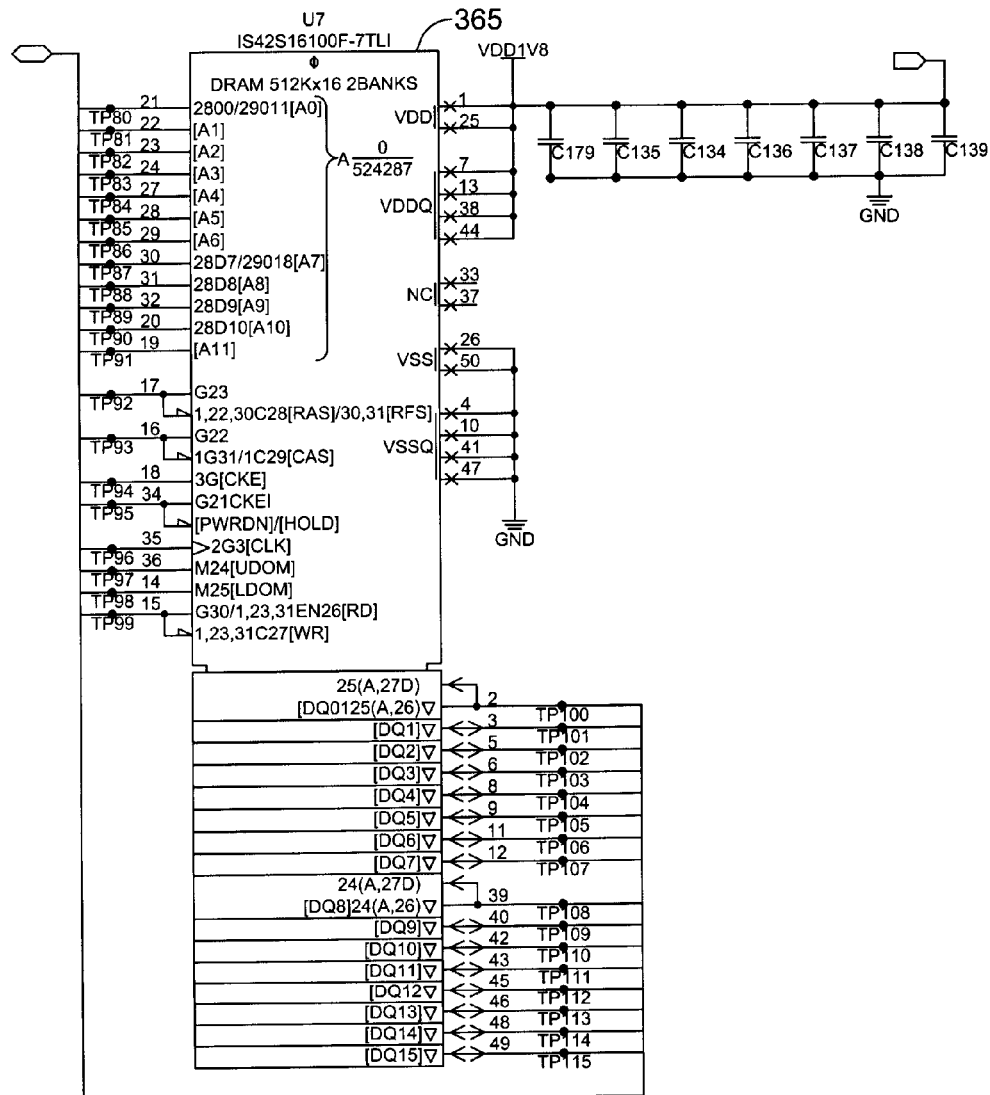 U7
IS42S16100F-7TLI
365
Φ
DRAM 512Kx16 2BANKS
VDD1V8
TP80 21 2800/29011[A0]
TP81 22 [A1]
TP82 23 [A2]
TP83 24 [A3]
TP84 27 [A4]
TP85 28 [A5]
TP86 29 [A6]
TP87 30 28D7/29018[A7]
TP88 31 28D8[A8]
TP89 32 28D9[A9]
TP90 20 28D10[A10]
TP91 19 [A11]
A 0
524287
TP92 17 G23
1,22,30C28[RAS]/30,31[RFS]
TP93 16 G22
1G31/1C29[CAS]
TP94 18 3G[CKE]
TP95 34 G21CKEI
[PWRDN]/[HOLD]
TP96 35 2G3[CLK]
TP97 36 M24[UDOM]
TP98 14 M25[LDOM]
TP99 15 G30/1,23,31EN26[RD]
1,23,31C27[WR]
VDD 1
25
VDDQ 7
13
38
44
NC 33
37
VSS 26
50
VSSQ 4
10
41
47
GND
C179 C135 C134 C136 C137 C138 C139
GND
25(A,27D)
[DQ0125(A,26)▽ 2 TP100
[DQ1]▽ 3 TP101
[DQ2]▽ 5 TP102
[DQ3]▽ 6 TP103
[DQ4]▽ 8 TP104
[DQ5]▽ 9 TP105
[DQ6]▽ 11 TP106
[DQ7]▽ 12 TP107
24(A,27D)
[DQ8]24(A,26)▽ 39 TP108
[DQ9]▽ 40 TP109
[DQ10]▽ 42 TP110
[DQ11]▽ 43 TP111
[DQ12▽ 45 TP112
[DQ13]▽ 46 TP113
[DQ14]▽ 48 TP114
[DQ15]▽ 49 TP115